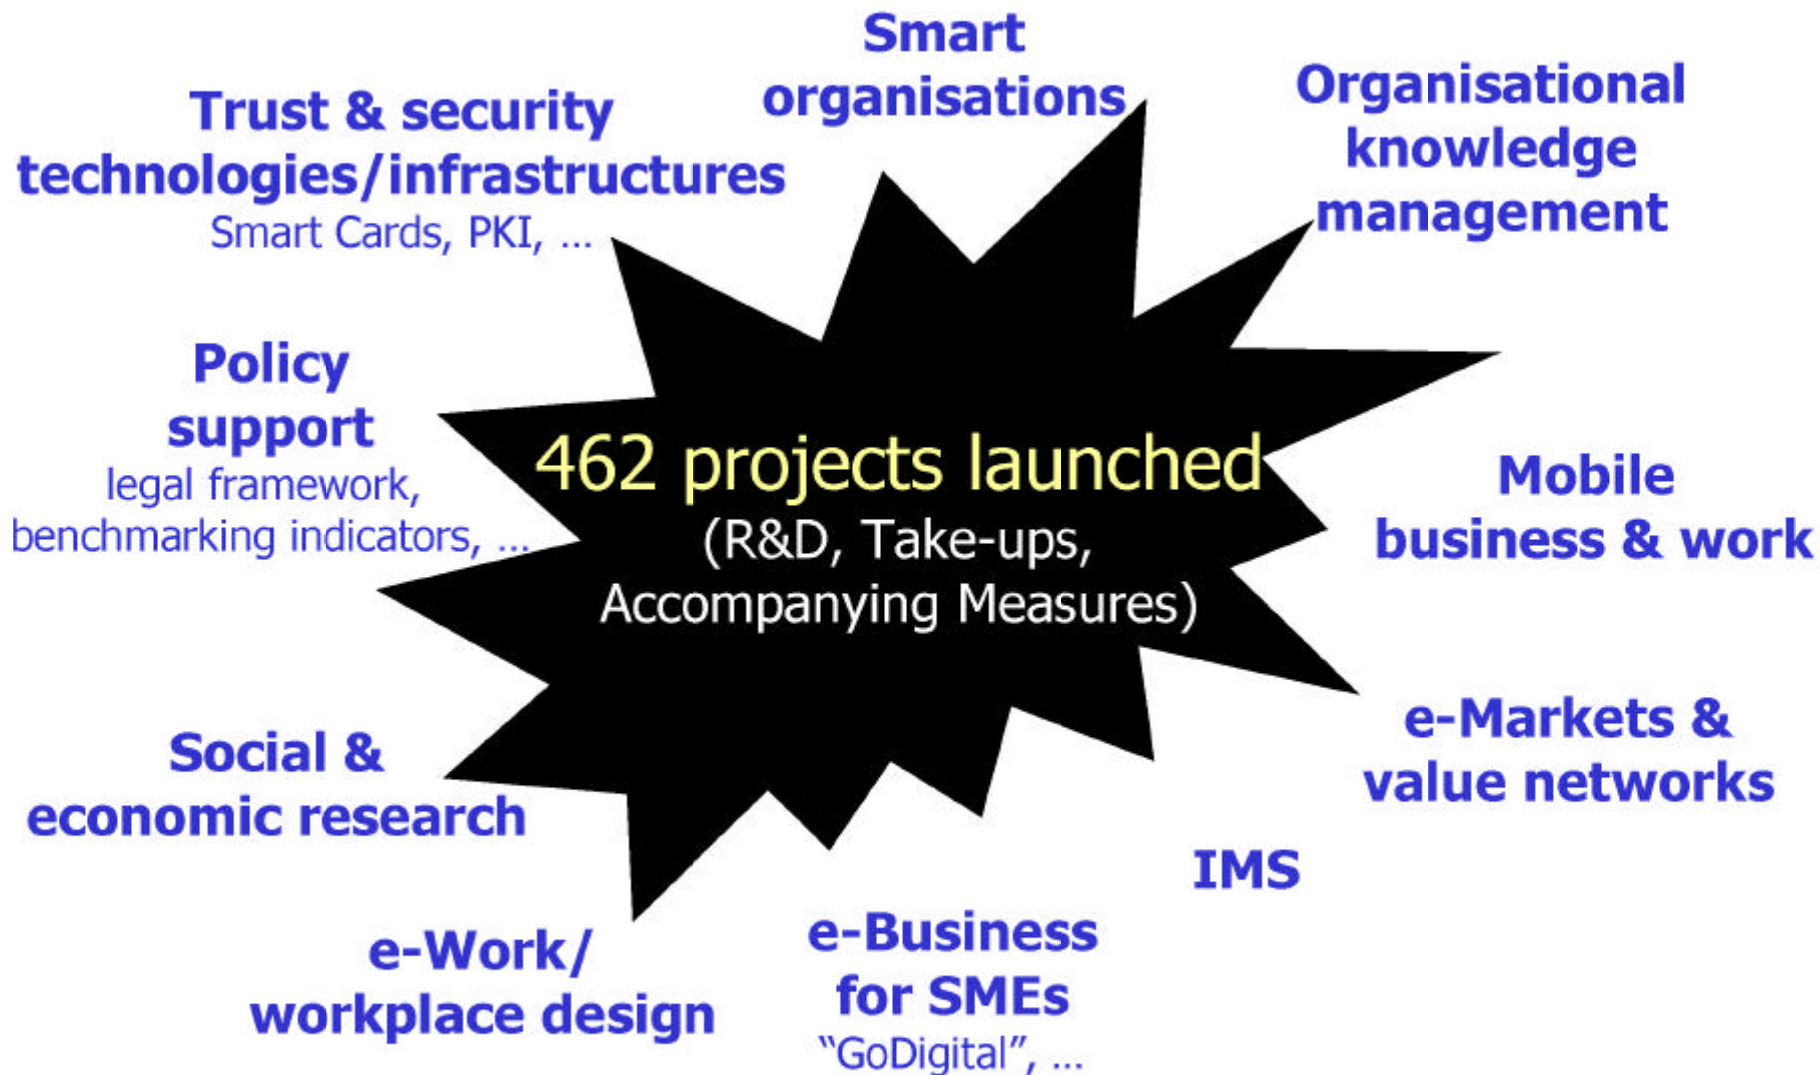 Smart
organisations
Organisational
knowledge
management
Trust & security
technologies/infrastructures
Smart Cards, PKI, ...
Policy
support
legal framework,
benchmarking indicators, ...
462 projects launched
(R&D, Take-ups,
Accompanying Measures)
Mobile
business & work
e-Markets &
value networks
Social &
economic research
IMS
e-Work/
workplace design
e-Business
for SMEs
“GoDigital”, ...